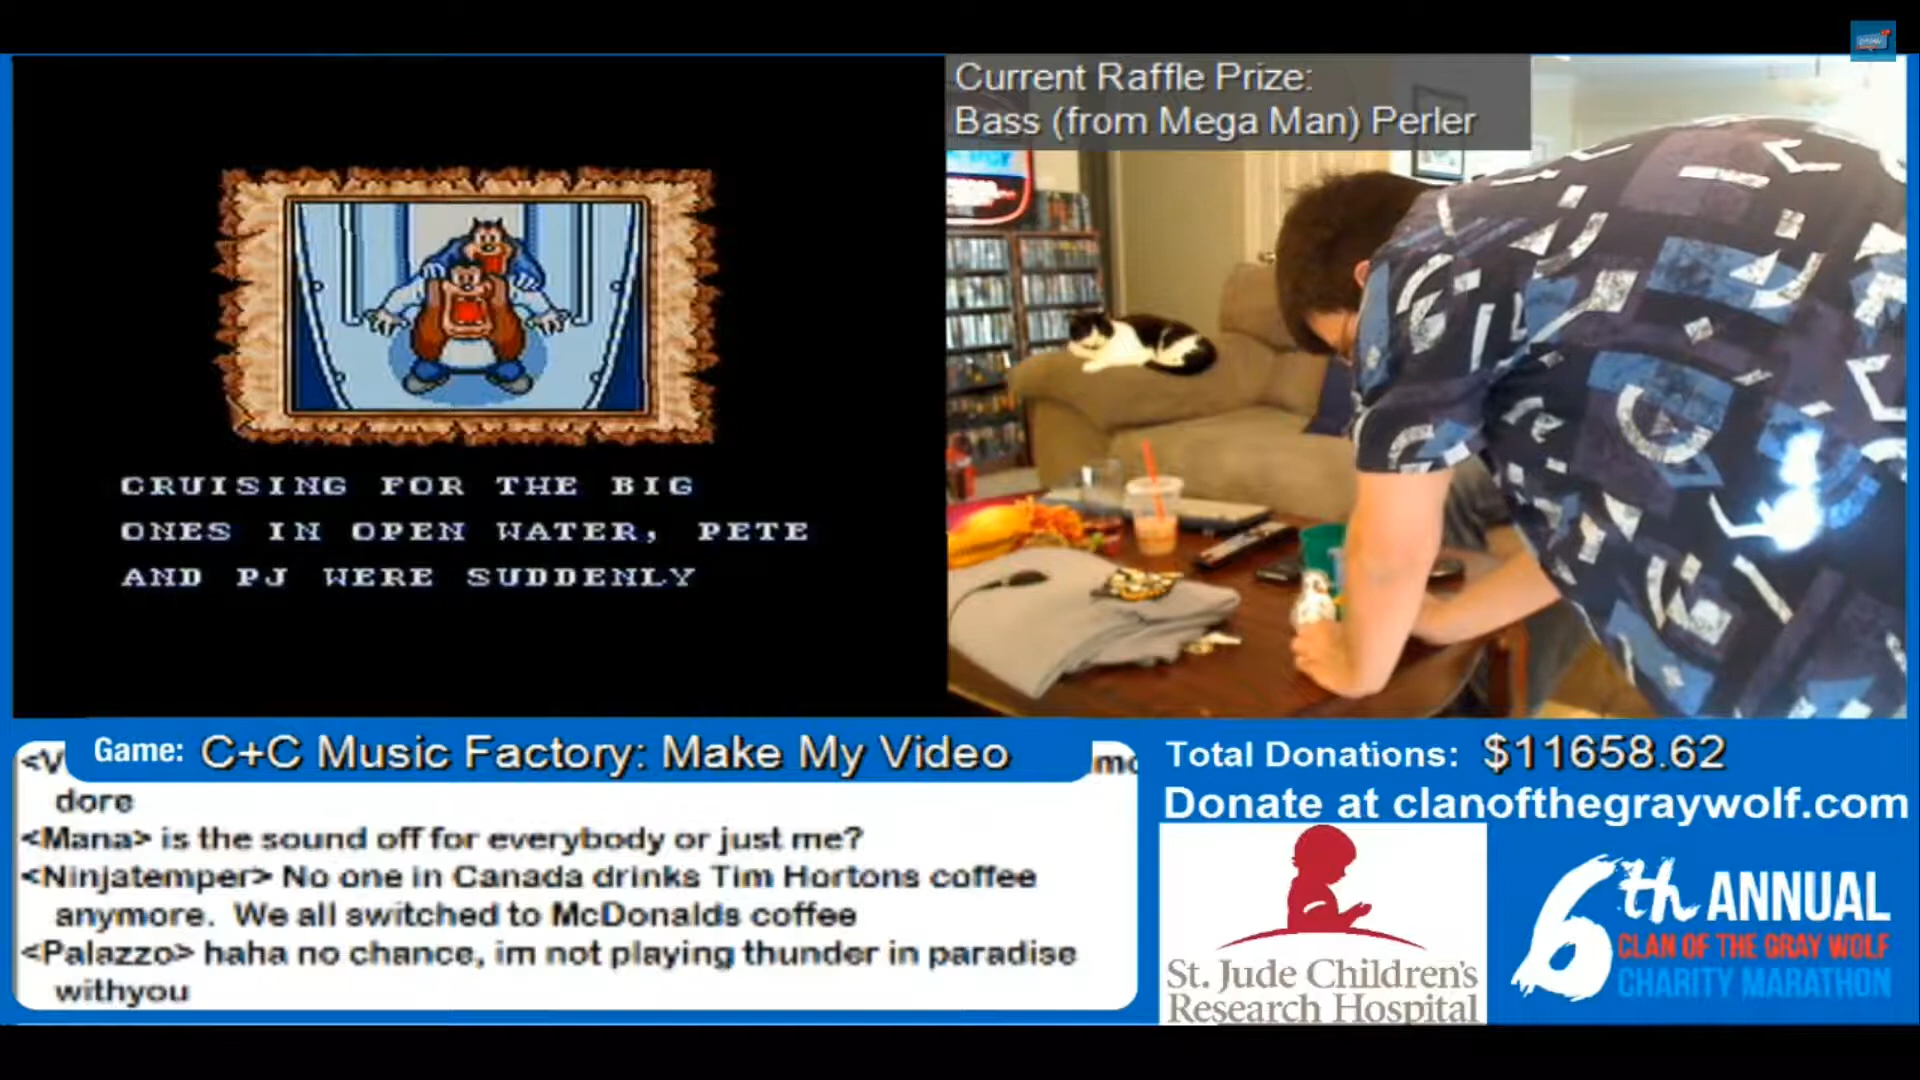 Current Raffle Prize:
Bass (from Mega Man) Perler
CRUISING FOR THE BIG
ONES IN OPEN WATER, PETE
AND PJ WERE SUDDENLY
Game: C+C Music Factory: Make My Video
<V
dore
<Mana> is the sound off for everybody or just me?
<Ninjatemper> No one in Canada drinks Tim Hortons coffee
anymore. We all switched to McDonalds coffee
<Palazzo> haha no chance, im not playing thunder in paradise
withyou
Total Donations: $11658.62
Donate at clanofthegraywolf.com
St. Jude Children's
Research Hospital
6th ANNUAL
CLAN OF THE GRAY WOLF
CHARITY MARATHON